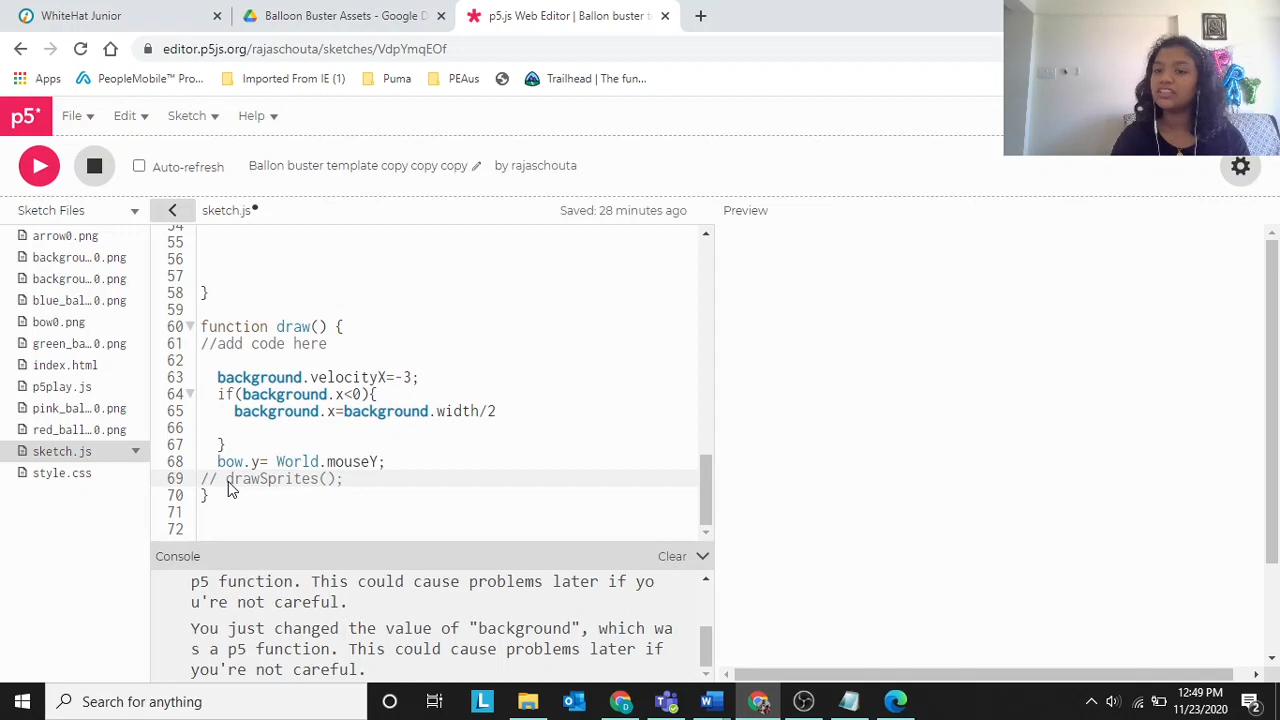 WhiteHat Junior
Balloon Buster Assets - Google D
p5.js Web Editor | Ballon buster t
editor.p5js.org/rajaschouta/sketches/VdpYmqEOf
Apps
PeopleMobile™ Pro...
Imported From IE (1)
Puma
PEAus
Trailhead | The fun...
p5*
File
Edit
Sketch
Help
Auto-refresh
Ballon buster template copy copy copy
by rajaschouta
Sketch Files
sketch.js
Saved: 28 minutes ago
Preview
arrow0.png
backgrou...0.png
backgrou...0.png
blue_bal...0.png
bow0.png
green_ba...0.png
index.html
p5play.js
pink_bal...0.png
red_ball...0.png
sketch.js
style.css
54
55
56
57
58 }
59
60 function draw() {
61 //add code here
62
63 background.velocityX=-3;
64 if(background.x<0){
65 background.x=background.width/2
66
67 }
68 bow.y= World.mouseY;
69 // drawSprites();
70 }
71
72
Console
Clear
p5 function. This could cause problems later if yo
u're not careful.
You just changed the value of "background", which wa
s a p5 function. This could cause problems later if
you're not careful.
Search for anything
12:49 PM
11/23/2020
2